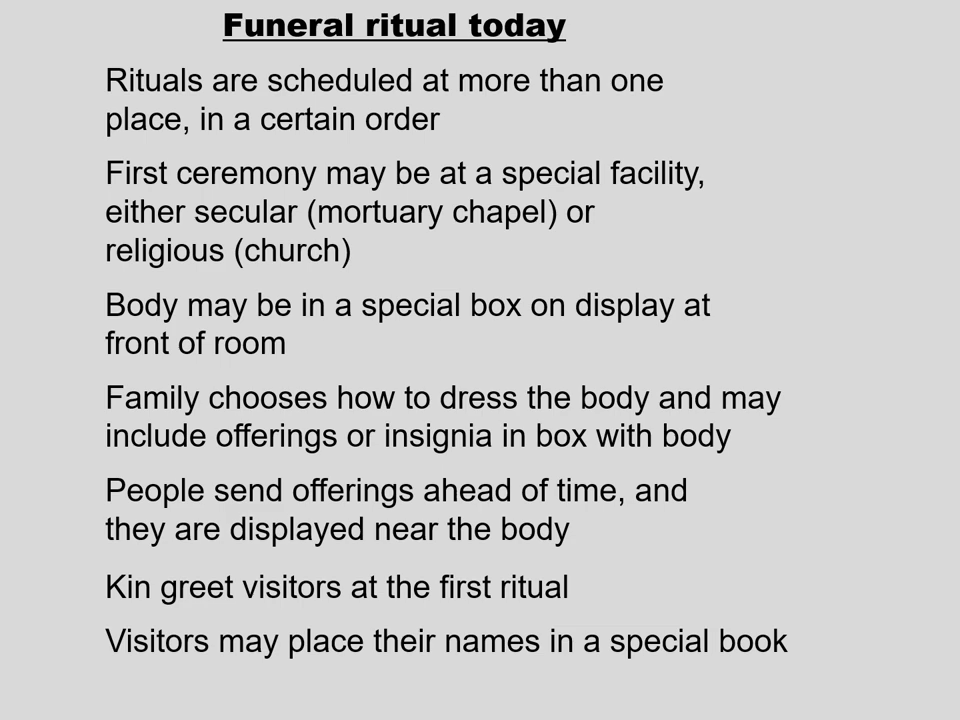 Funeral ritual today
Rituals are scheduled at more than one
place, in a certain order
First ceremony may be at a special facility,
either secular (mortuary chapel) or
religious (church)
Body may be in a special box on display at
front of room
Family chooses how to dress the body and may
include offerings or insignia in box with body
People send offerings ahead of time, and
they are displayed near the body
Kin greet visitors at the first ritual
Visitors may place their names in a special book